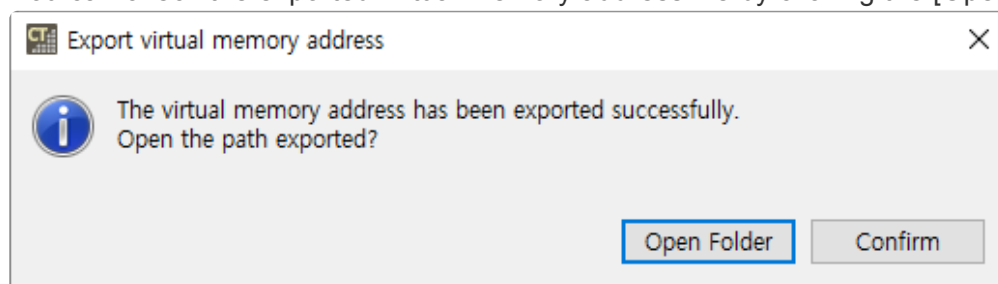 CT
Export virtual memory address
The virtual memory address has been exported successfully.
Open the path exported?
Open Folder
Confirm